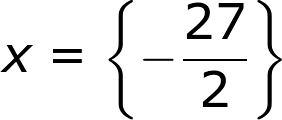 x = {-27/2}